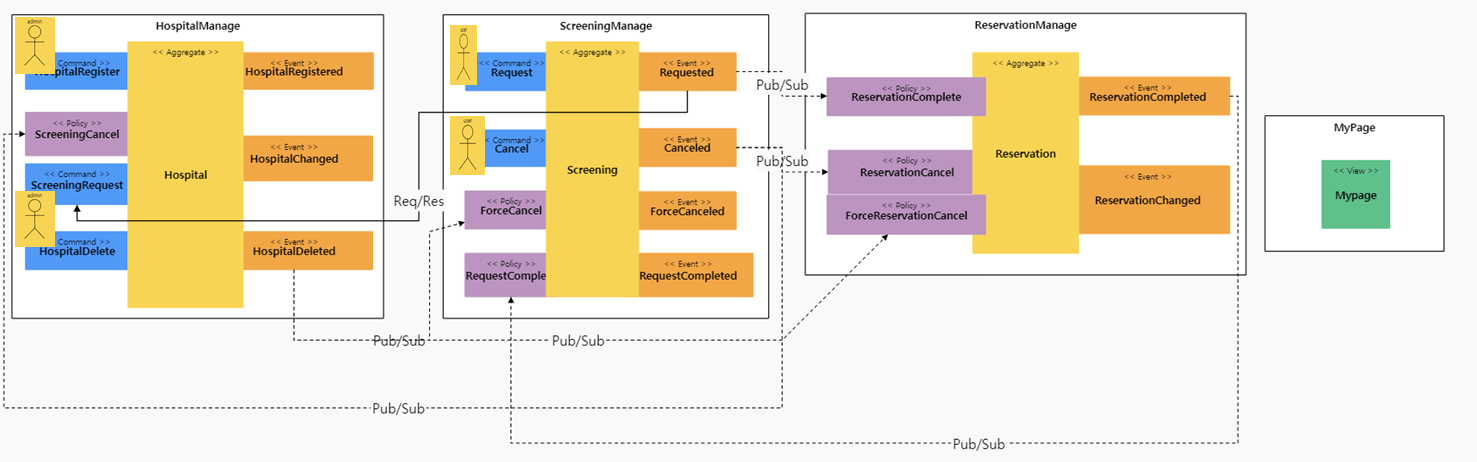 HospitalManage
admin
Command >>
HospitalRegister
<< Aggregate >>
<< Event >>
HospitalRegistered
<< Policy >>
ScreeningCancel
<< Event >>
HospitalChanged
<< Command >>
ScreeningRequest
Hospital
admin
Command >>
HospitalDelete
<< Event >>
HospitalDeleted
ScreeningManage
user
<< Command >>
Request
<< Aggregate >>
<< Event >>
Requested
user
< Command >>
Cancel
<< Event >>
Canceled
Screening
<< Policy >>
ForceCancel
<< Event >>
ForceCanceled
<< Policy >>
RequestComple
<< Event >>
RequestCompleted
ReservationManage
<< Policy >>
ReservationComplete
<< Aggregate >>
<< Event >>
ReservationCompleted
<< Policy >>
ReservationCancel
Reservation
<< Event >>
ReservationChanged
<< Policy >>
ForceReservationCancel
MyPage
<< View >>
Mypage
Pub/Sub
Pub/Sub
Req/Res
Pub/Sub
Pub/Sub
Pub/Sub
Pub/Sub